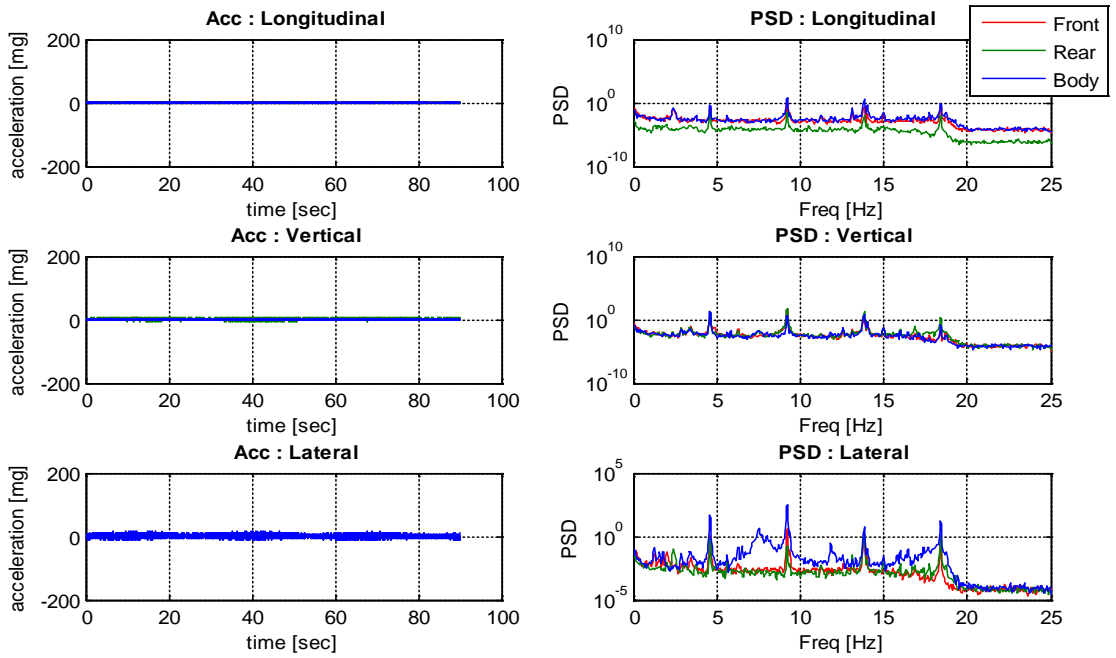 Acc : Longitudinal
200
0
-200
acceleration [mg]
0 20 40 60 80 100
time [sec]
PSD : Longitudinal
10^10
10^0
10^-10
PSD
0 5 10 15 20 25
Freq [Hz]
Front
Rear
Body
Acc : Vertical
200
0
-200
acceleration [mg]
0 20 40 60 80 100
time [sec]
PSD : Vertical
10^10
10^0
10^-10
PSD
0 5 10 15 20 25
Freq [Hz]
Acc : Lateral
200
0
-200
acceleration [mg]
0 20 40 60 80 100
time [sec]
PSD : Lateral
10^5
10^0
10^-5
PSD
0 5 10 15 20 25
Freq [Hz]